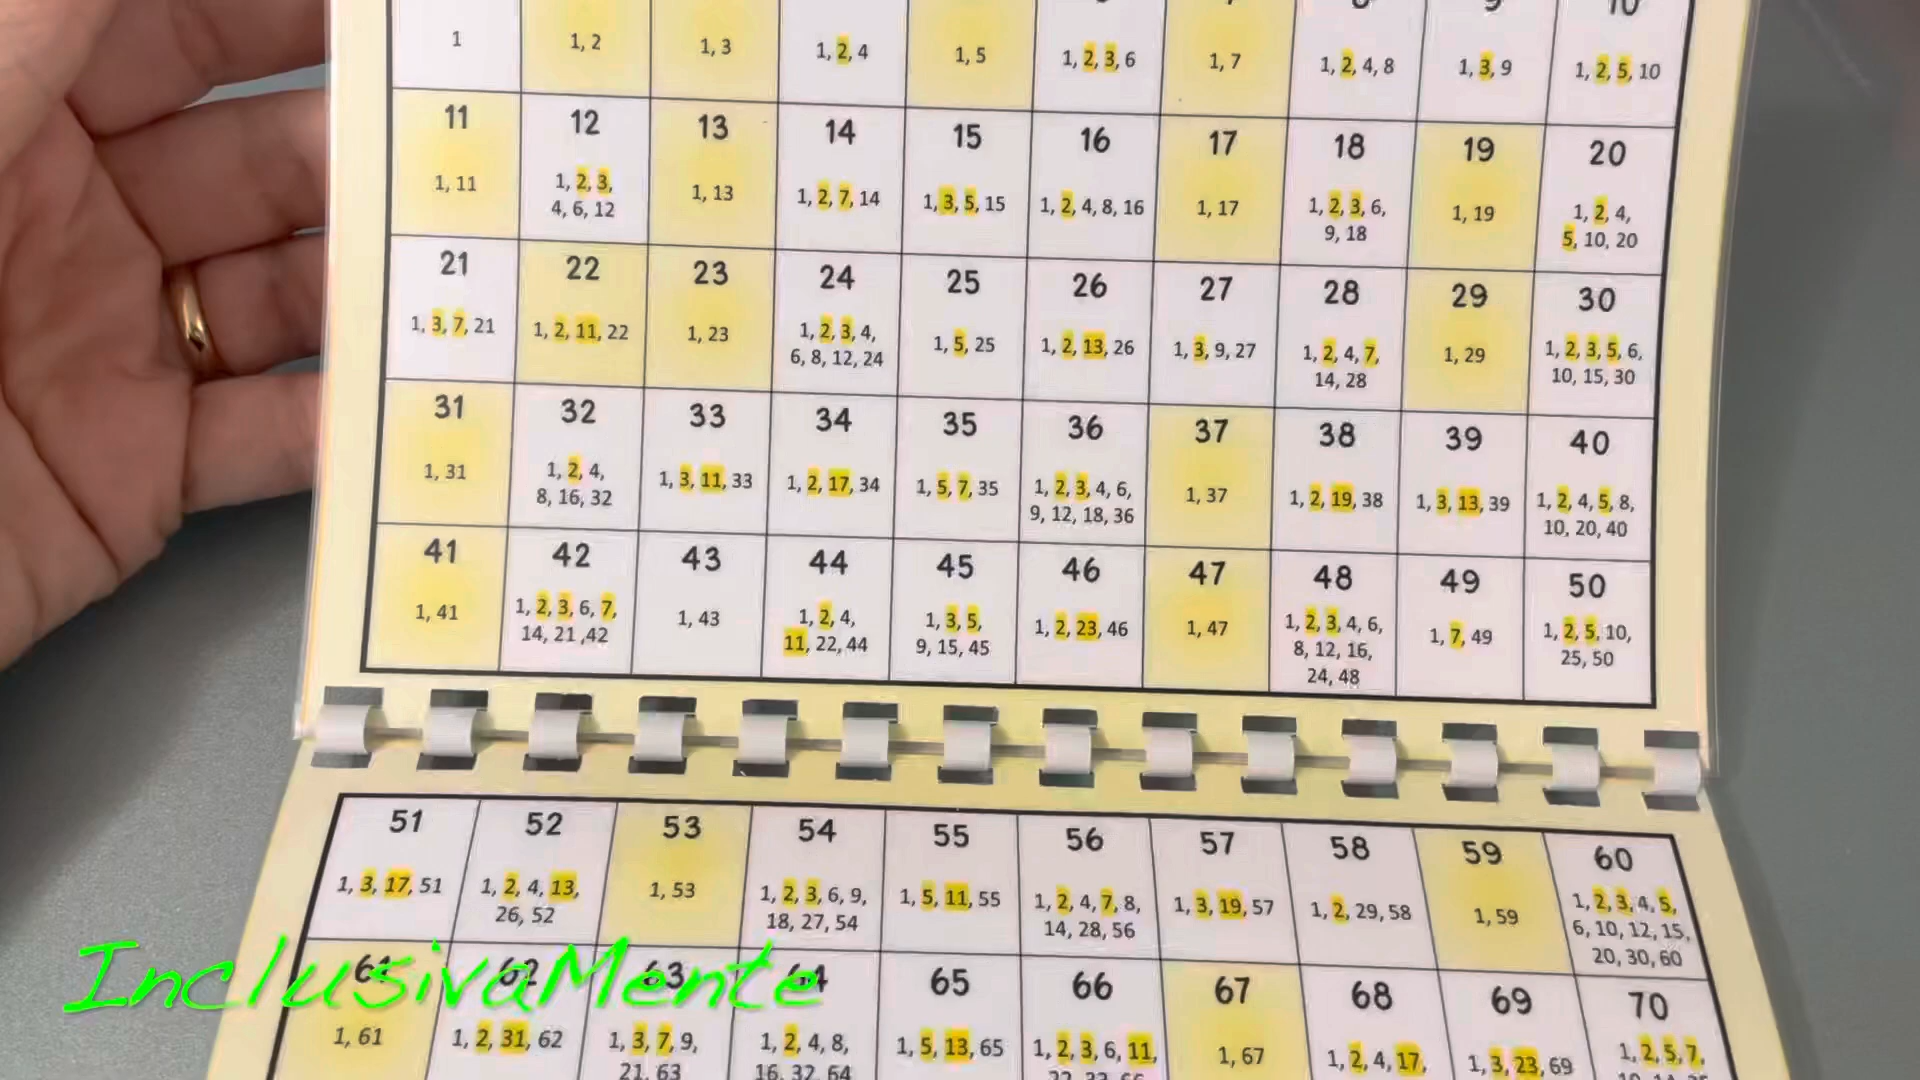 10
1 1, 2 1, 3 1, 2, 4 1, 5 1, 2, 3, 6 1, 7 1, 2, 4, 8 1, 3, 9 1, 2, 5, 10
11 12 13 14 15 16 17 18 19 20
1, 11 1, 2, 3, 1, 13 1, 2, 7, 14 1, 3, 5, 15 1, 2, 4, 8, 16 1, 17 1, 2, 3, 6, 1, 19 1, 2, 4,
4, 6, 12 9, 18 5, 10, 20
21 22 23 24 25 26 27 28 29 30
1, 3, 7, 21 1, 2, 11, 22 1, 23 1, 2, 3, 4, 1, 5, 25 1, 2, 13, 26 1, 3, 9, 27 1, 2, 4, 7, 1, 29 1, 2, 3, 5, 6,
6, 8, 12, 24 14, 28 10, 15, 30
31 32 33 34 35 36 37 38 39 40
1, 31 1, 2, 4, 1, 3, 11, 33 1, 2, 17, 34 1, 5, 7, 35 1, 2, 3, 4, 6, 1, 37 1, 2, 19, 38 1, 3, 13, 39 1, 2, 4, 5, 8,
8, 16, 32 9, 12, 18, 36 10, 20, 40
41 42 43 44 45 46 47 48 49 50
1, 41 1, 2, 3, 6, 7, 1, 43 1, 2, 4, 1, 3, 5, 1, 2, 23, 46 1, 47 1, 2, 3, 4, 6, 1, 7, 49 1, 2, 5, 10,
14, 21 ,42 11, 22, 44 9, 15, 45 8, 12, 16, 25, 50
24, 48
51 52 53 54 55 56 57 58 59 60
1, 3, 17, 51 1, 2, 4, 13, 1, 53 1, 2, 3, 6, 9, 1, 5, 11, 55 1, 2, 4, 7, 8, 1, 3, 19, 57 1, 2, 29, 58 1, 59 1, 2, 3, 4, 5,
26, 52 18, 27, 54 14, 28, 56 6, 10, 12, 15,
20, 30, 60
InclusivaMente
61 62 63 64 65 66 67 68 69 70
1, 61 1, 2, 31, 62 1, 3, 7, 9, 1, 2, 4, 8, 1, 5, 13, 65 1, 2, 3, 6, 11, 1, 67 1, 2, 4, 17, 1, 3, 23, 69 1, 2, 5, 7,
21, 63 16, 32, 64